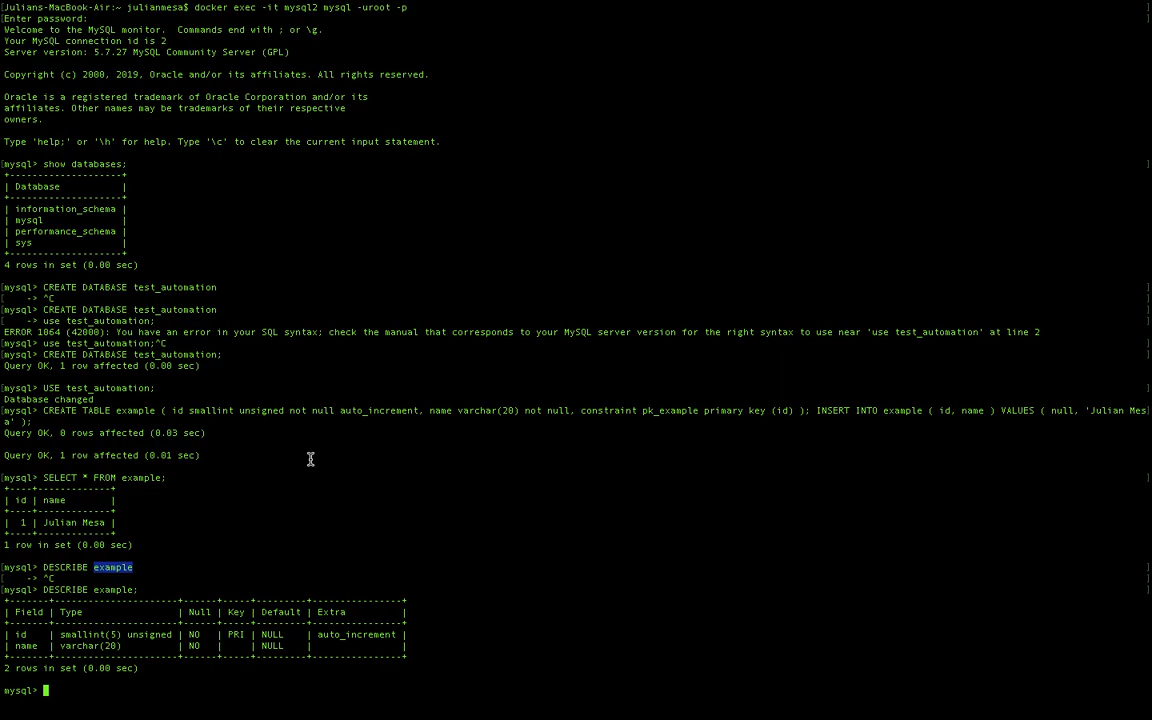 [Julians-MacBook-Air:~ julianmesa$ docker exec -it mysql2 mysql -uroot -p ]
[Enter password:
Welcome to the MySQL monitor.  Commands end with ; or \g.
Your MySQL connection id is 2
Server version: 5.7.27 MySQL Community Server (GPL)
Copyright (c) 2000, 2019, Oracle and/or its affiliates. All rights reserved.
Oracle is a registered trademark of Oracle Corporation and/or its
affiliates. Other names may be trademarks of their respective
owners.
Type 'help;' or '\h' for help. Type '\c' to clear the current input statement.
[mysql> show databases; ]
+--------------------+
| Database           |
+--------------------+
| information_schema |
| mysql              |
| performance_schema |
| sys                |
+--------------------+
4 rows in set (0.00 sec)
[mysql> CREATE DATABASE test_automation ]
[    -> ^C ]
[mysql> CREATE DATABASE test_automation ]
[    -> use test_automation; ]
ERROR 1064 (42000): You have an error in your SQL syntax; check the manual that corresponds to your MySQL server version for the right syntax to use near 'use test_automation' at line 2
[mysql> use test_automation;^C ]
[mysql> CREATE DATABASE test_automation; ]
Query OK, 1 row affected (0.00 sec)
[mysql> USE test_automation; ]
Database changed
[mysql> CREATE TABLE example ( id smallint unsigned not null auto_increment, name varchar(20) not null, constraint pk_example primary key (id) ); INSERT INTO example ( id, name ) VALUES ( null, 'Julian Mes]
a' );
Query OK, 0 rows affected (0.03 sec)
Query OK, 1 row affected (0.01 sec)
[mysql> SELECT * FROM example; ]
+----+-------------+
| id | name        |
+----+-------------+
|  1 | Julian Mesa |
+----+-------------+
1 row in set (0.00 sec)
[mysql> DESCRIBE example ]
[    -> ^C ]
[mysql> DESCRIBE example; ]
+-------+----------------------+------+-----+---------+----------------+
| Field | Type                 | Null | Key | Default | Extra          |
+-------+----------------------+------+-----+---------+----------------+
| id    | smallint(5) unsigned | NO   | PRI | NULL    | auto_increment |
| name  | varchar(20)          | NO   |     | NULL    |                |
+-------+----------------------+------+-----+---------+----------------+
2 rows in set (0.00 sec)
mysql>